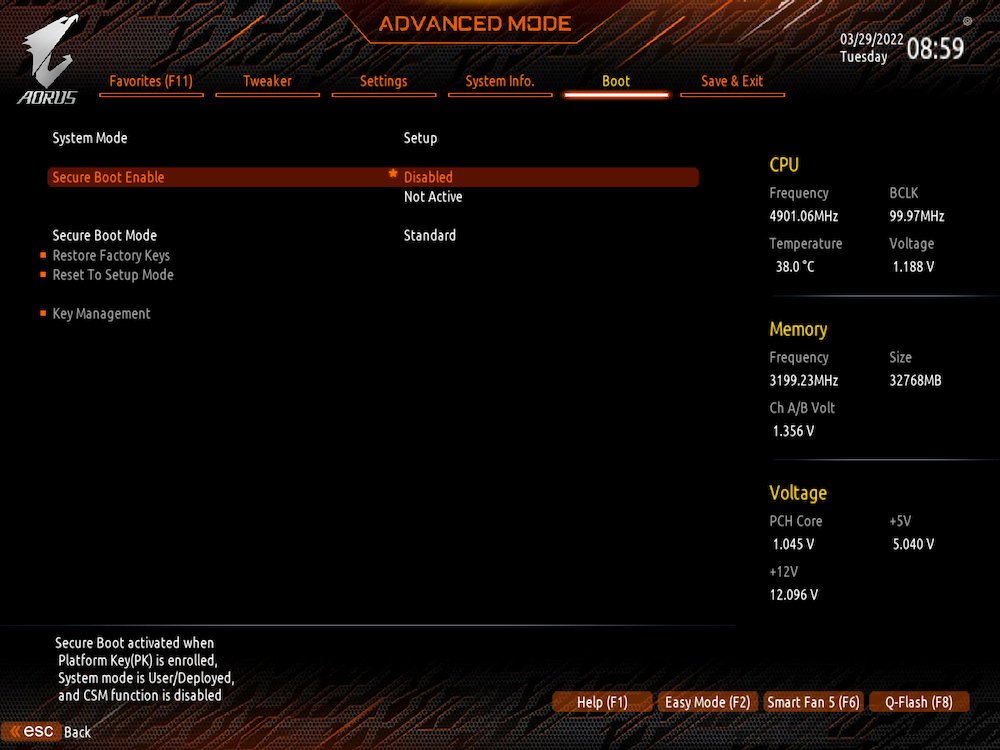 ADVANCED MODE
03/29/2022
Tuesday
08:59
AORUS
Favorites (F11) Tweaker Settings System Info. Boot Save & Exit
System Mode Setup
Secure Boot Enable * Disabled
Not Active
Secure Boot Mode Standard
Restore Factory Keys
Reset To Setup Mode
Key Management
CPU
Frequency BCLK
4901.06MHz 99.97MHz
Temperature Voltage
38.0 °C 1.188 V
Memory
Frequency Size
3199.23MHz 32768MB
Ch A/B Volt
1.356 V
Voltage
PCH Core +5V
1.045 V 5.040 V
+12V
12.096 V
Secure Boot activated when
Platform Key(PK) is enrolled,
System mode is User/Deployed,
and CSM function is disabled
Help (F1) Easy Mode (F2) Smart Fan 5 (F6) Q-Flash (F8)
esc Back